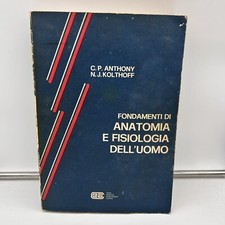 C.P. ANTHONY
N.J.KOLTHOFF
FONDAMENTI DI
ANATOMIA
E FISIOLOGIA
DELL'UOMO